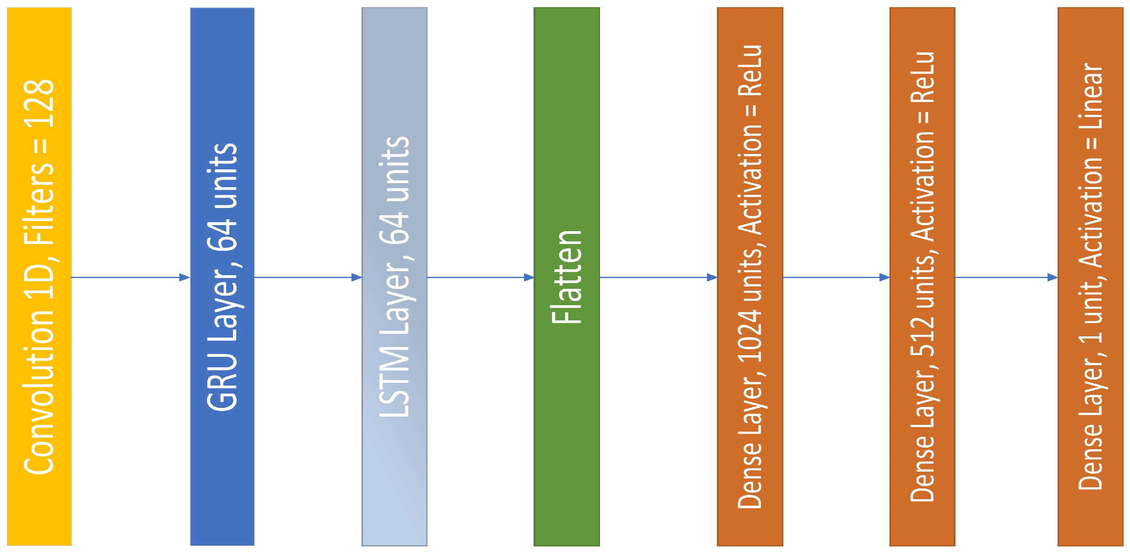 Convolution 1D, Filters = 128
GRU Layer, 64 units
LSTM Layer, 64 units
Flatten
Dense Layer, 1024 units, Activation = ReLu
Dense Layer, 512 units, Activation = ReLu
Dense Layer, 1 unit, Activation = Linear